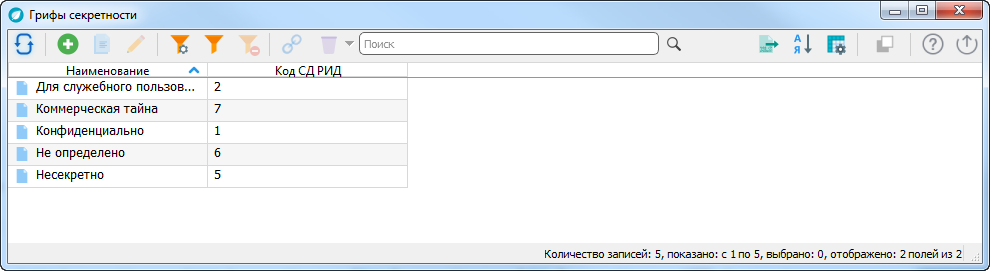 Грифы секретности
Поиск
А
Я
Наименование Код СД РИД
Для служебного пользов... 2
Коммерческая тайна 7
Конфиденциально 1
Не определено 6
Несекретно 5
Количество записей: 5, показано: с 1 по 5, выбрано: 0, отображено: 2 полей из 2